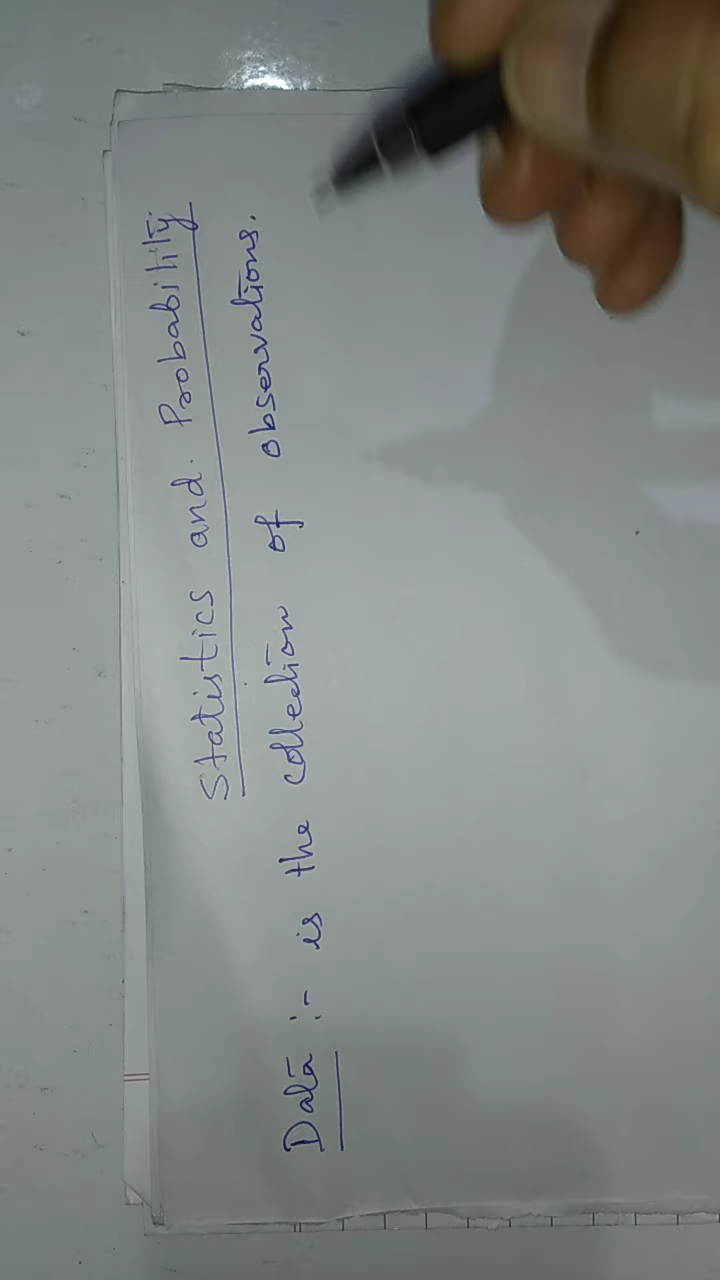 Statistics and. Probability
Data :- is the collection of observations.